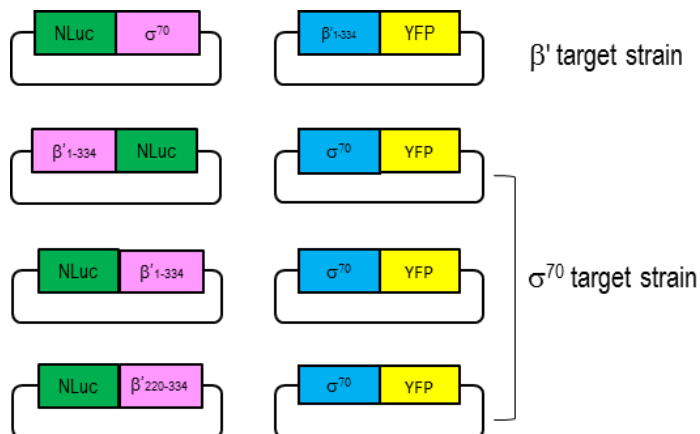 NLuc σ⁷⁰ β'₁₋₃₃₄ YFP β' target strain
β'₁₋₃₃₄ NLuc σ⁷⁰ YFP
NLuc β'₁₋₃₃₄ σ⁷⁰ YFP
σ⁷⁰ target strain
NLuc β'₂₂₀₋₃₃₄ σ⁷⁰ YFP